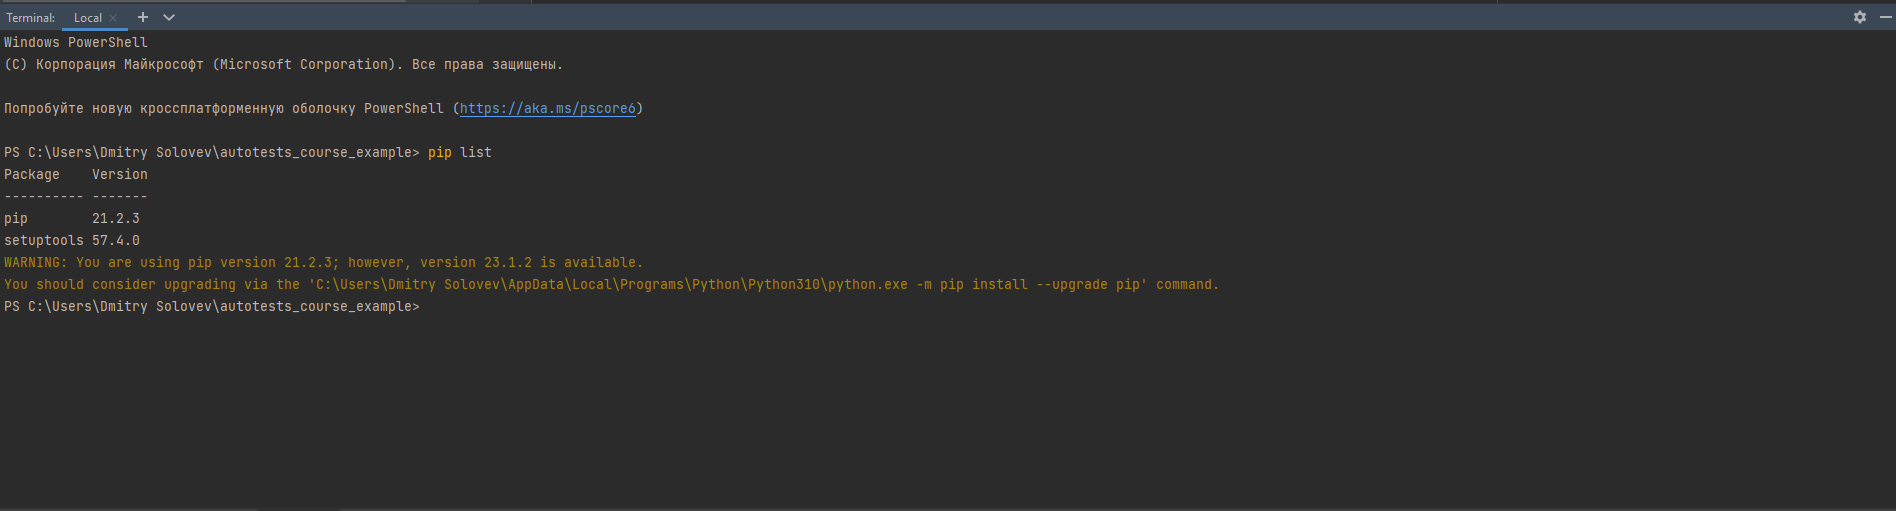 Terminal: Local
Windows PowerShell
(C) Корпорация Майкрософт (Microsoft Corporation). Все права защищены.
Попробуйте новую кроссплатформенную оболочку PowerShell (https://aka.ms/pscore6)
PS C:\Users\Dmitry Solovev\autotests_course_example> pip list
Package    Version
---------- -------
pip        21.2.3
setuptools 57.4.0
WARNING: You are using pip version 21.2.3; however, version 23.1.2 is available.
You should consider upgrading via the 'C:\Users\Dmitry Solovev\AppData\Local\Programs\Python\Python310\python.exe -m pip install --upgrade pip' command.
PS C:\Users\Dmitry Solovev\autotests_course_example>